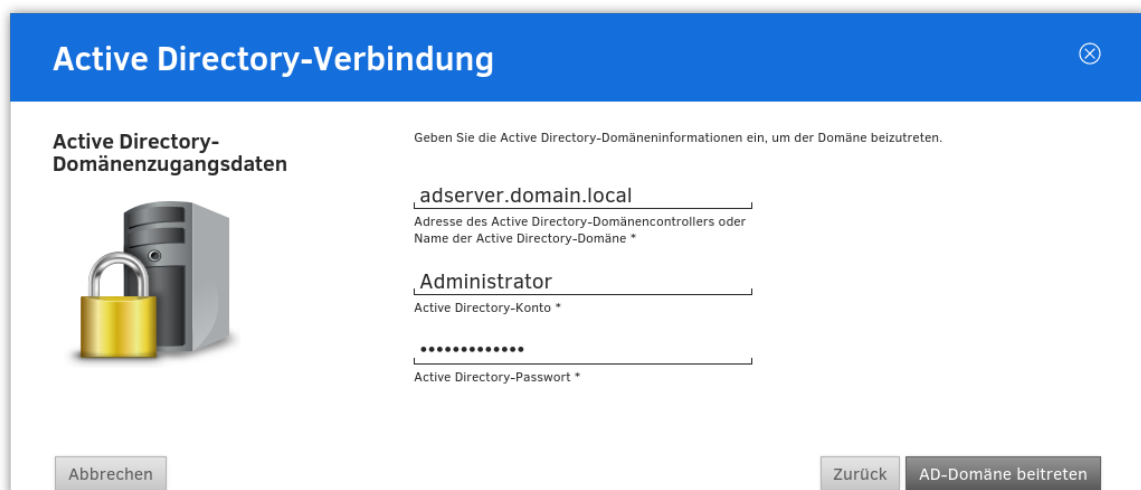 Active Directory-Verbindung
Active Directory-
Domänenzugangsdaten
Geben Sie die Active Directory-Domäneninformationen ein, um der Domäne beizutreten.
adserver.domain.local
Adresse des Active Directory-Domänencontrollers oder
Name der Active Directory-Domäne *
Administrator
Active Directory-Konto *
•••••••••••••
Active Directory-Passwort *
Abbrechen
Zurück
AD-Domäne beitreten